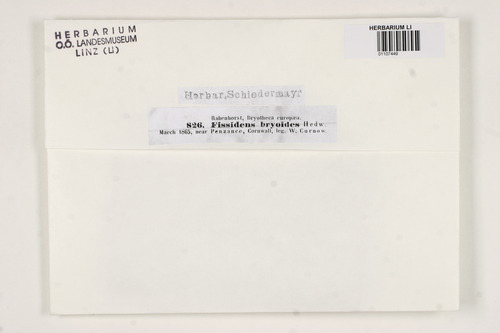 HERBARIUM
O.Ö. LANDESMUSEUM
LINZ (LI)
HERBARIUM LI
01107446
Herbar, Schiedermayr
Rabenhorst, Bryotheca europaea.
826. Fissidens bryoides Hedw.
March 1865, near Penzance, Cornwall, leg. W. Curnow.